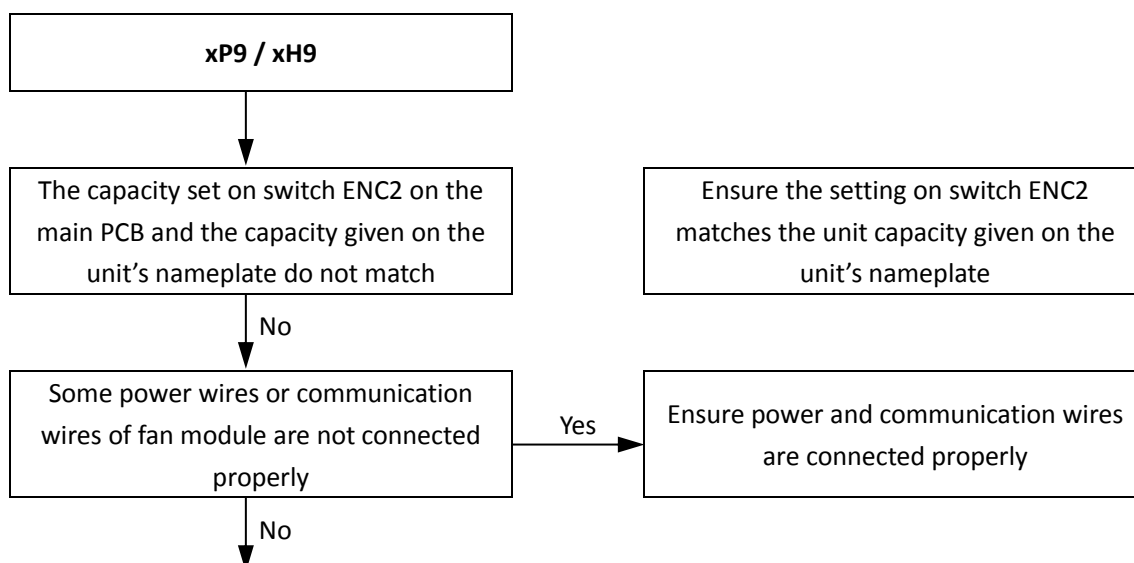 xP9 / xH9
The capacity set on switch ENC2 on the
main PCB and the capacity given on the
unit’s nameplate do not match
Ensure the setting on switch ENC2
matches the unit capacity given on the
unit’s nameplate
No
Some power wires or communication
wires of fan module are not connected
properly
Yes
Ensure power and communication wires
are connected properly
No